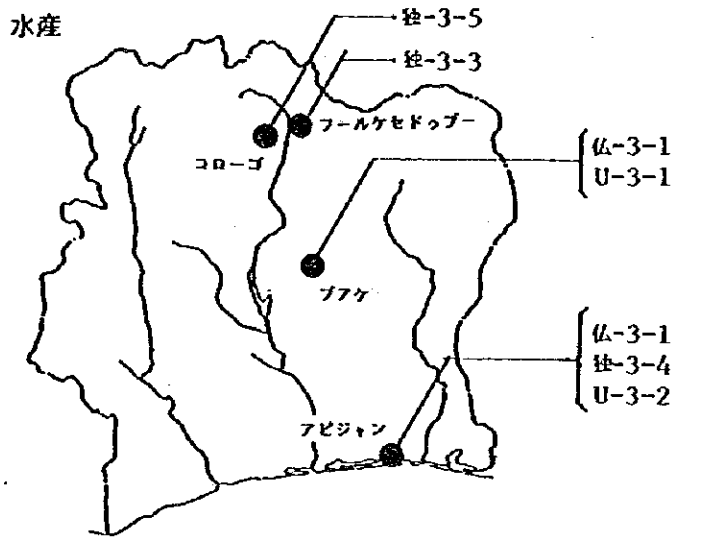 水産
独-3-5
独-3-3
フールケセドゥブー
コローゴ
仏-3-1
U-3-1
ブアケ
仏-3-1
独-3-4
U-3-2
アビジャン